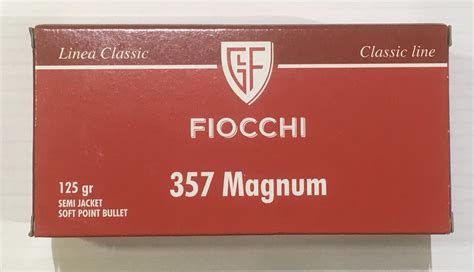 Linea Classic
GF
Classic line
FIOCCHI
125 gr
357 Magnum
SEMI JACKET
SOFT POINT BULLET